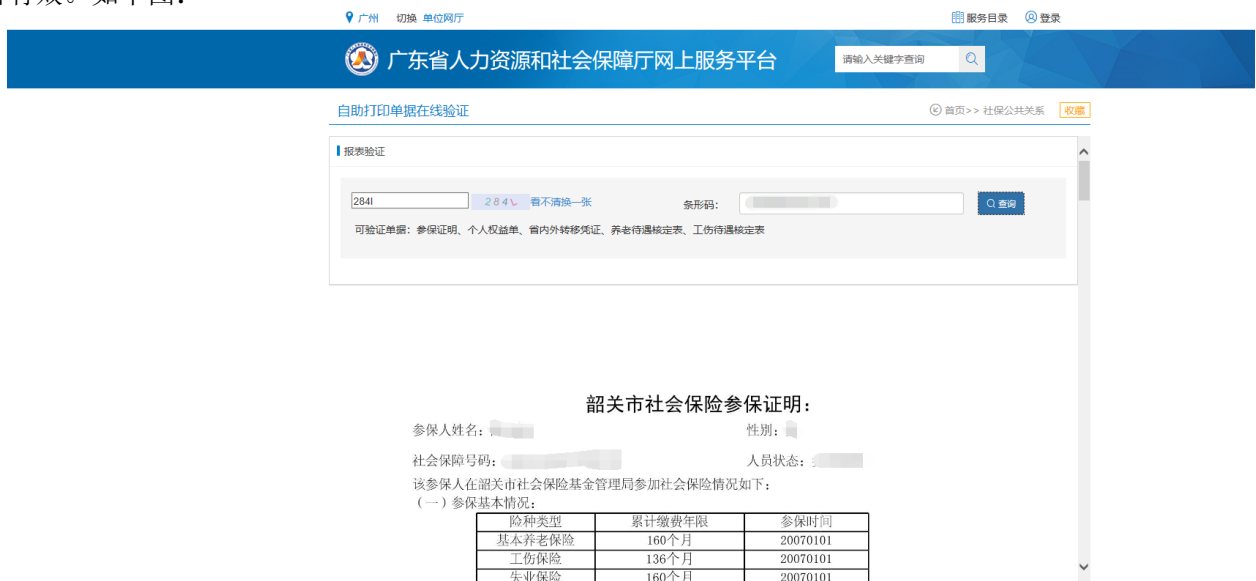 有效。如下图：
广州 切换 单位网厅 服务目录 登录
广东省人力资源和社会保障厅网上服务平台 请输入关键字查询
自助打印单据在线验证 首页>> 社保公共关系 收藏
报表验证
284l 284L 看不清换一张 条形码： 查询
可验证单据：参保证明、个人权益单、省内外转移凭证、养老待遇核定表、工伤待遇核定表
韶关市社会保险参保证明：
参保人姓名： 性别：
社会保障号码： 人员状态：
该参保人在韶关市社会保险基金管理局参加社会保险情况如下：
（一）参保基本情况：
险种类型 累计缴费年限 参保时间
基本养老保险 160个月 20070101
工伤保险 136个月 20070101
失业保险 160个月 20070101